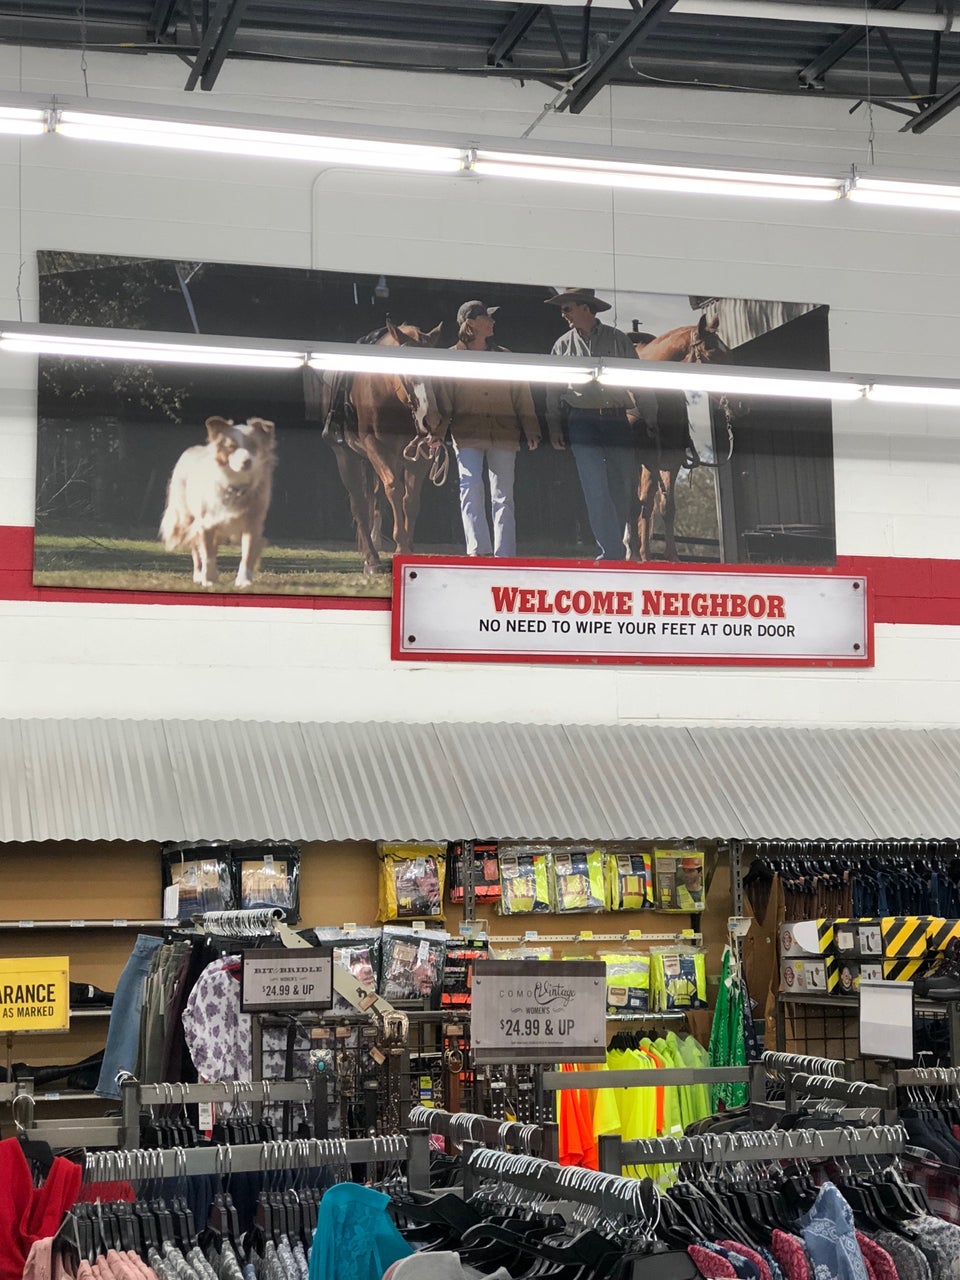 WELCOME NEIGHBOR
NO NEED TO WIPE YOUR FEET AT OUR DOOR
BIT & BRIDLE
WOMEN'S
$24.99 & UP
COMO Vintage
WOMEN'S
$24.99 & UP
ARANCE
AS MARKED